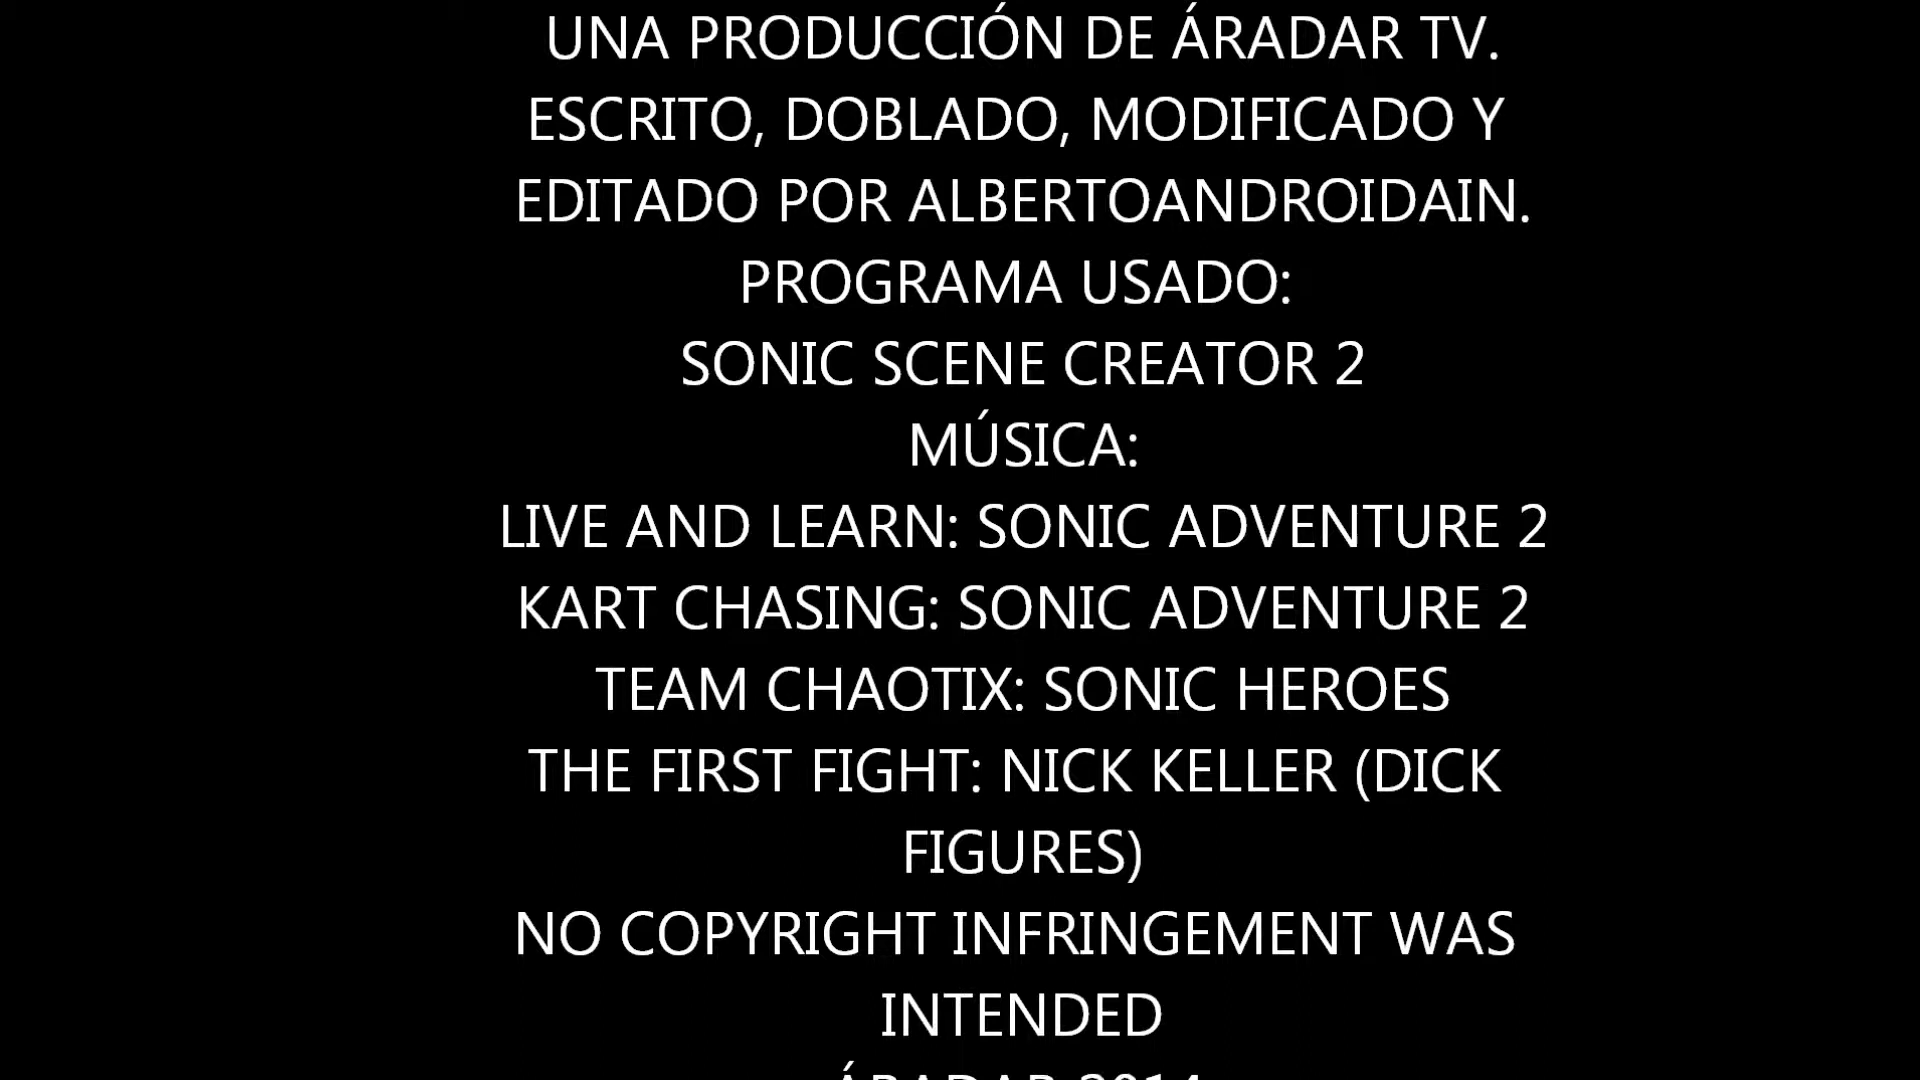 UNA PRODUCCIÓN DE ÁRADAR TV.
ESCRITO, DOBLADO, MODIFICADO Y
EDITADO POR ALBERTOANDROIDAIN.
PROGRAMA USADO:
SONIC SCENE CREATOR 2
MÚSICA:
LIVE AND LEARN: SONIC ADVENTURE 2
KART CHASING: SONIC ADVENTURE 2
TEAM CHAOTIX: SONIC HEROES
THE FIRST FIGHT: NICK KELLER (DICK
FIGURES)
NO COPYRIGHT INFRINGEMENT WAS
INTENDED
ÁRADAR 2014